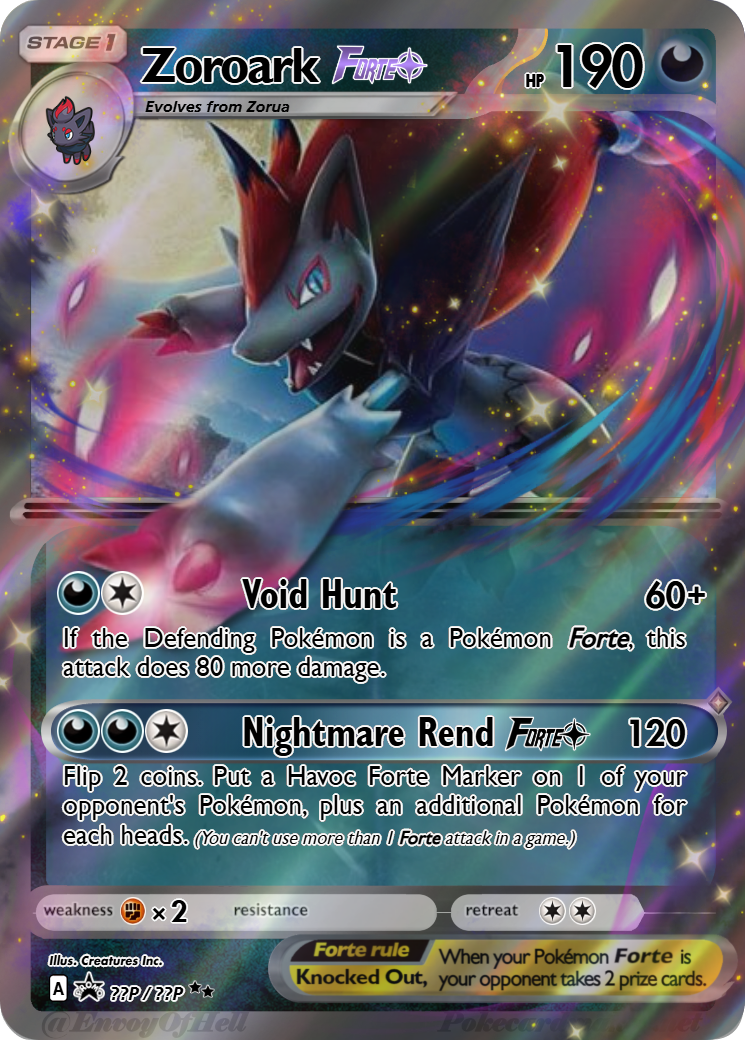 STAGE 1
Zoroark FORTE
HP 190
Evolves from Zorua
Void Hunt 60+
If the Defending Pokémon is a Pokémon Forte, this
attack does 80 more damage.
Nightmare Rend FORTE 120
Flip 2 coins. Put a Havoc Forte Marker on 1 of your
opponent's Pokémon, plus an additional Pokémon for
each heads. (You can't use more than 1 Forte attack in a game.)
weakness ×2 resistance retreat
Forte rule
When your Pokémon Forte is
Knocked Out, your opponent takes 2 prize cards.
Illus. Creatures Inc.
A PROMO ??P / ??P
@EnvoyOfHell